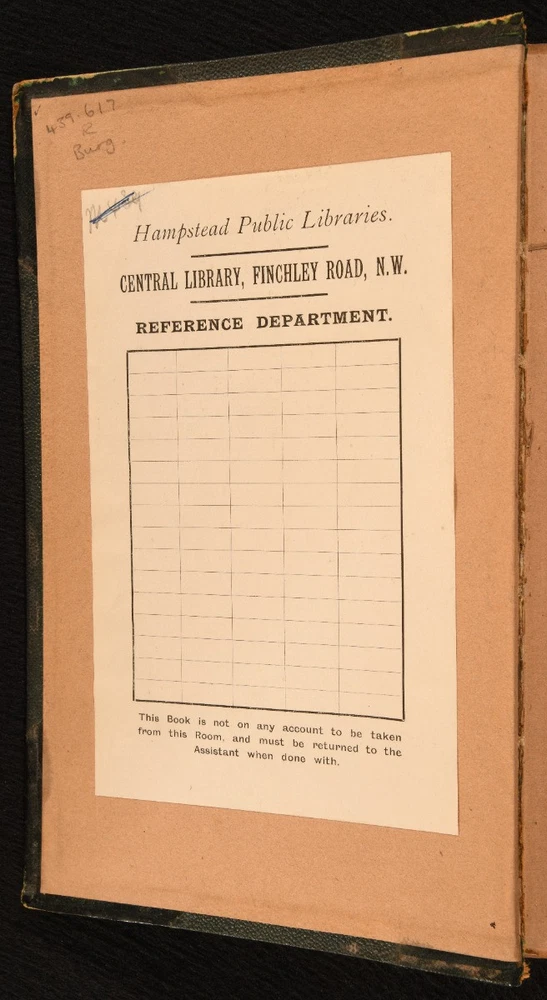 439.617
R
Burg.
Hampstead Public Libraries.
CENTRAL LIBRARY, FINCHLEY ROAD, N.W.
REFERENCE DEPARTMENT.
This Book is not on any account to be taken
from this Room, and must be returned to the
Assistant when done with.